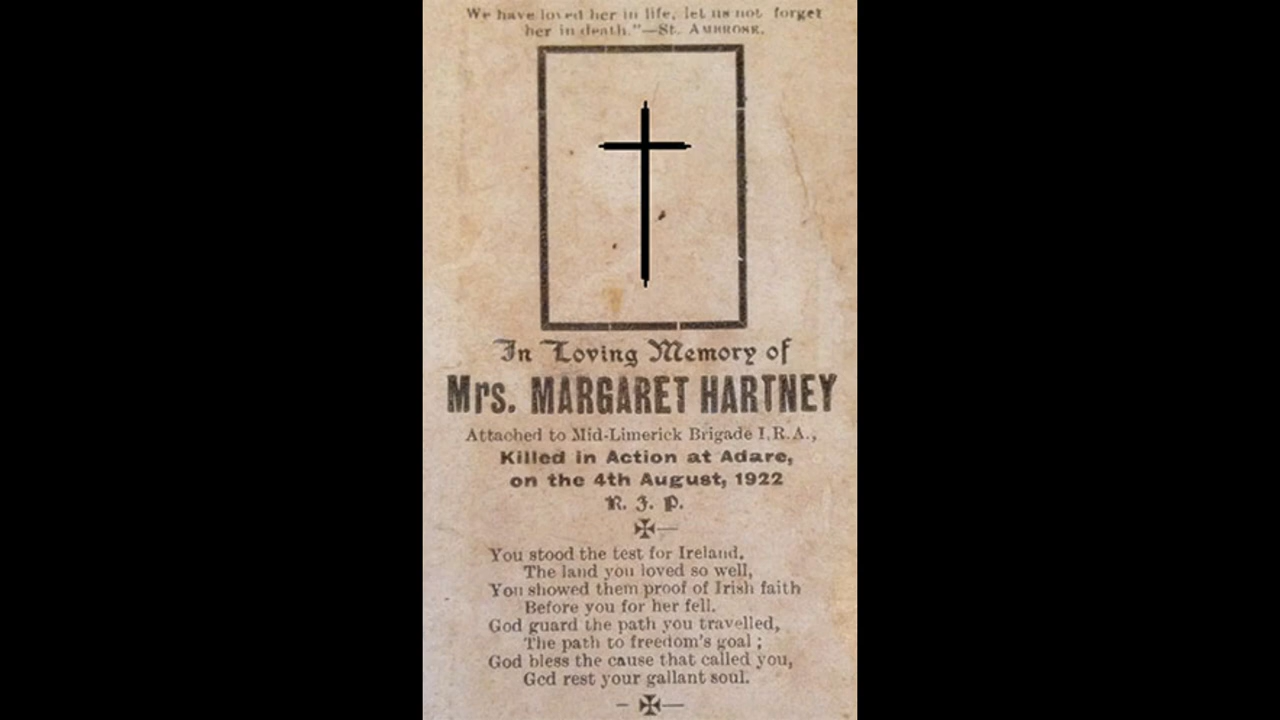 We have loved her in life, let us not forget
her in death."—St. AMBROSE.
In Loving Memory of
Mrs. MARGARET HARTNEY
Attached to Mid-Limerick Brigade I.R.A.,
Killed in Action at Adare,
on the 4th August, 1922
R. I. P.
You stood the test for Ireland,
The land you loved so well,
You showed them proof of Irish faith
Before you for her fell.
God guard the path you travelled,
The path to freedom's goal ;
God bless the cause that called you,
God rest your gallant soul.